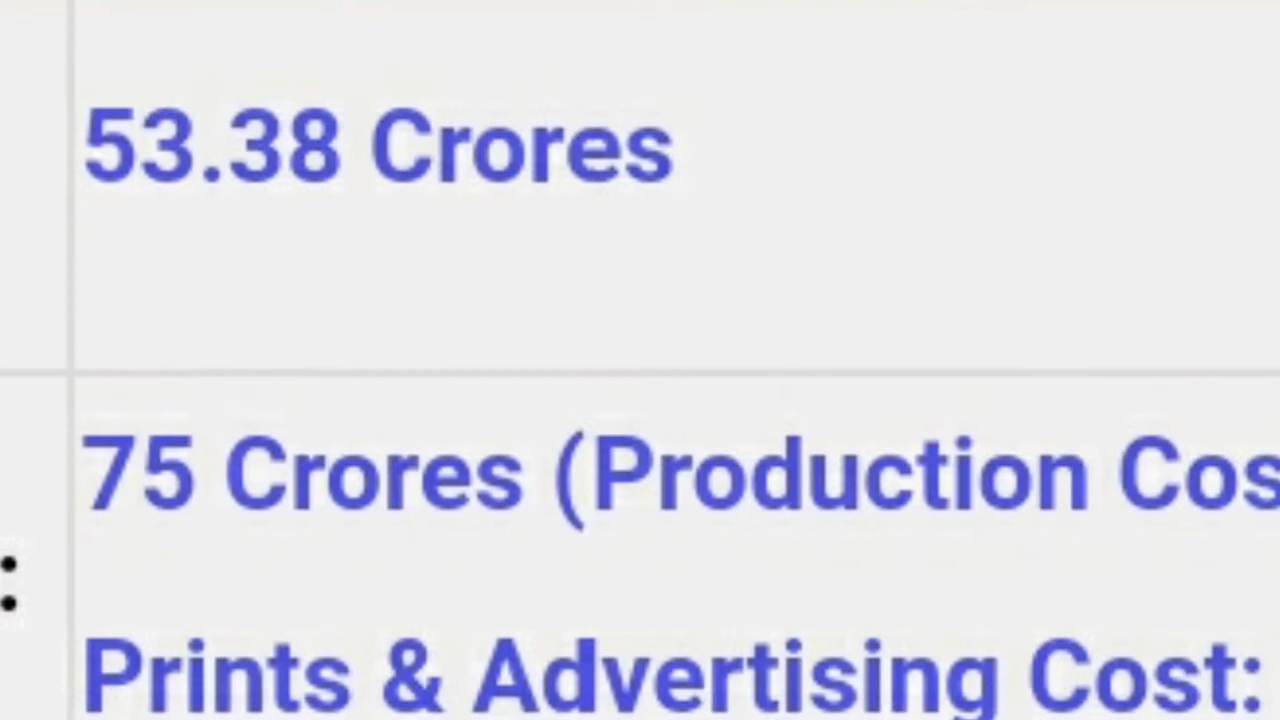 53.38 Crores
75 Crores (Production Cos
:
Prints & Advertising Cost: